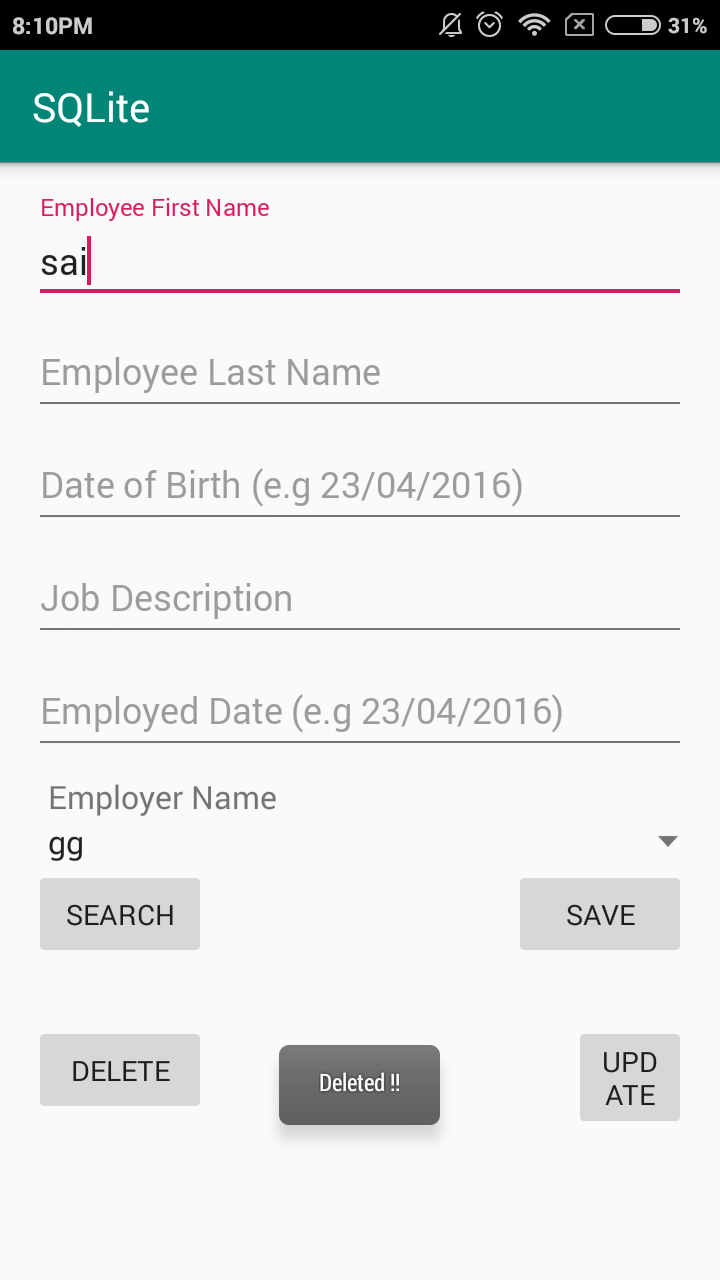 8:10PM 31%
SQLite
Employee First Name
sai
Employee Last Name
Date of Birth (e.g 23/04/2016)
Job Description
Employed Date (e.g 23/04/2016)
Employer Name
gg
SEARCH SAVE
DELETE Deleted !! UPD
ATE